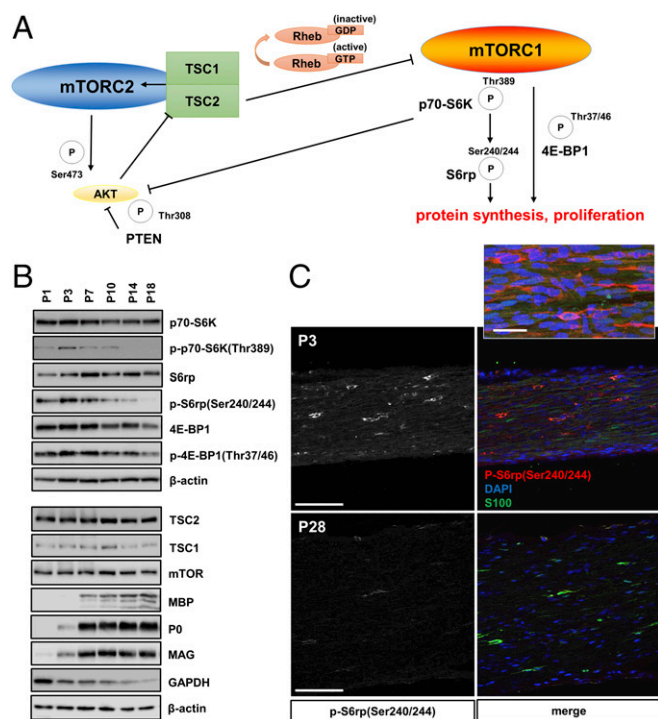 A
(inactive)
Rheb GDP
(active)
Rheb GTP
mTORC2
TSC1
TSC2
mTORC1
Thr389
p70-S6K P
P Thr37/46
4E-BP1
Ser240/244
S6rp P
protein synthesis, proliferation
P
Ser473
AKT
P Thr308
PTEN
B
P1 P3 P7 P10 P14 P18
p70-S6K
p-p70-S6K(Thr389)
S6rp
p-S6rp(Ser240/244)
4E-BP1
p-4E-BP1(Thr37/46)
β-actin
TSC2
TSC1
mTOR
MBP
P0
MAG
GAPDH
β-actin
C
P3
P-S6rp(Ser240/244)
DAPI
S100
P28
p-S6rp(Ser240/244) merge